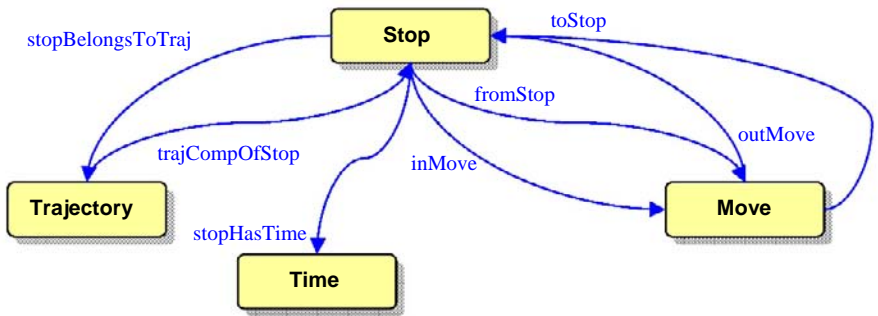 toStop
Stop
stopBelongsToTraj
fromStop
outMove
trajCompOfStop
inMove
Trajectory
Move
stopHasTime
Time